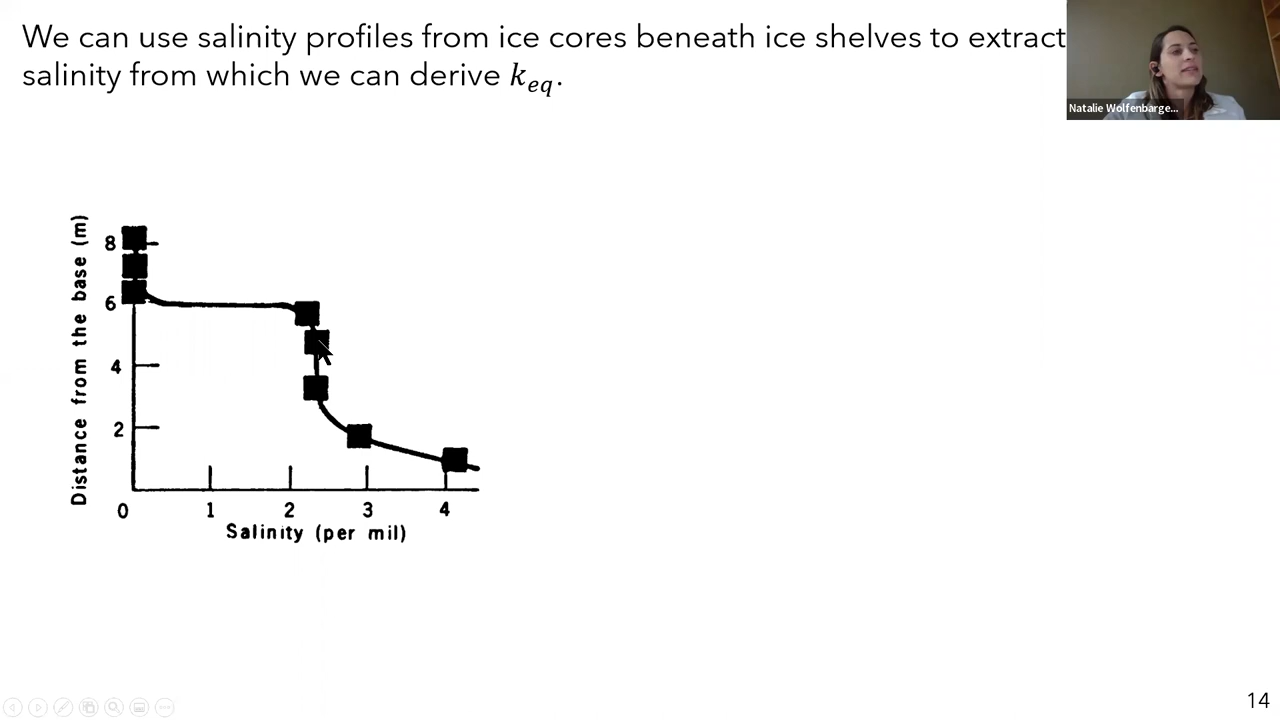 We can use salinity profiles from ice cores beneath ice shelves to extract
salinity from which we can derive k_eq.
Natalie Wolfenbarge...
Distance from the base (m)
8
6
4
2
0 1 2 3 4
Salinity (per mil)
14